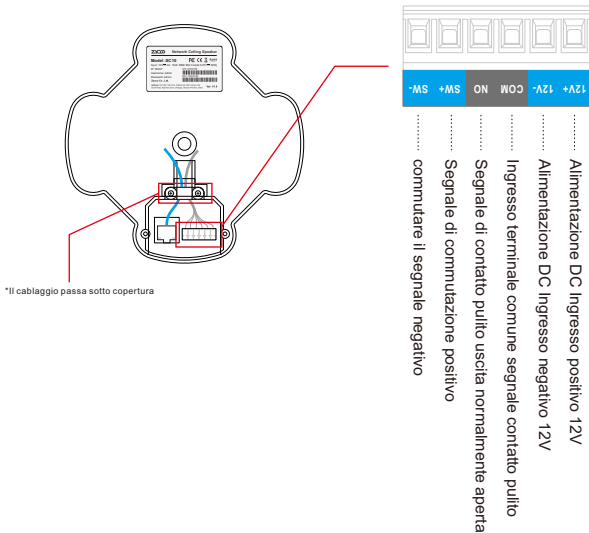 ZYCOO Network Calling Speaker
Model :SC15
*Il cablaggio passa sotto copertura
SW-
SW+
NO
COM
12V-
12V+
commutare il segnale negativo
Segnale di commutazione positivo
Segnale di contatto pulito uscita normalmente aperta
Ingresso terminale comune segnale contatto pulito
Alimentazione DC Ingresso negativo 12V
Alimentazione DC Ingresso positivo 12V